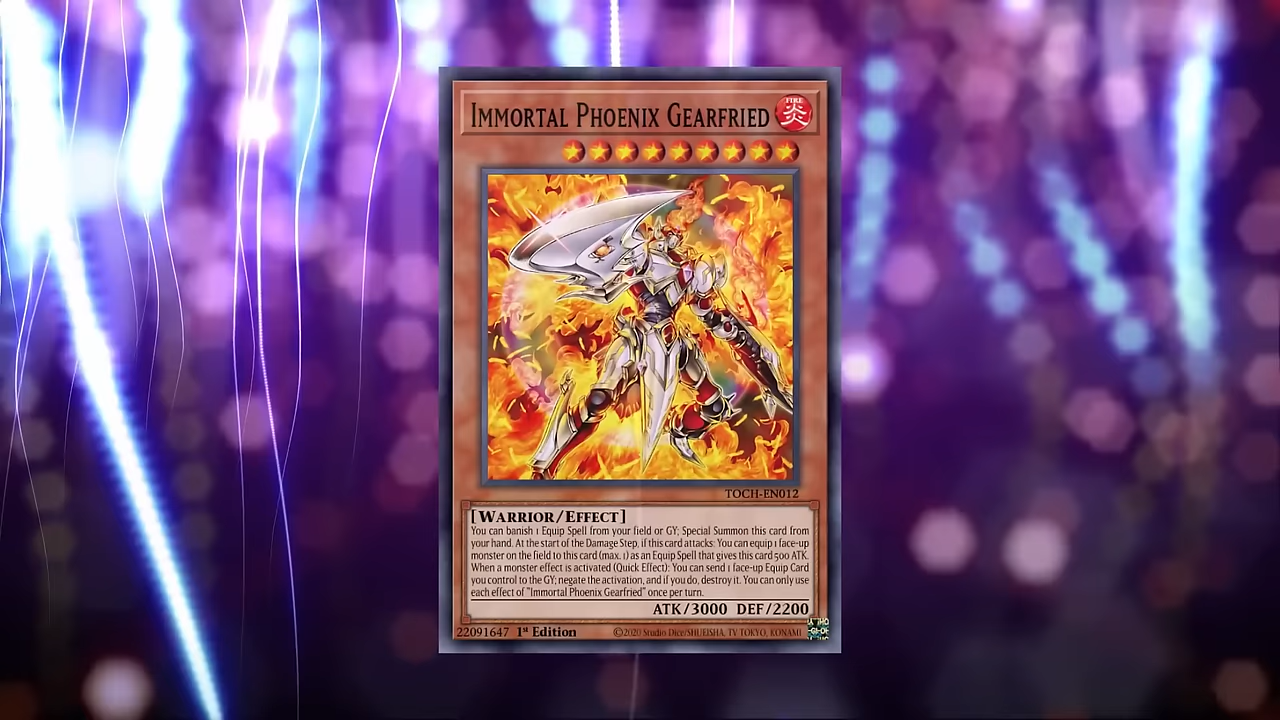 IMMORTAL PHOENIX GEARFRIED
FIRE
炎
TOCH-EN012
[WARRIOR/EFFECT]
You can banish 1 Equip Spell from your field or GY; Special Summon this card from
your hand. At the start of the Damage Step, if this card attacks: You can equip 1 face-up
monster on the field to this card (max. 1) as an Equip Spell that gives this card 500 ATK.
When a monster effect is activated (Quick Effect): You can send 1 face-up Equip Card
you control to the GY; negate the activation, and if you do, destroy it. You can only use
each effect of "Immortal Phoenix Gearfried" once per turn.
ATK/3000 DEF/2200
22091647 1st Edition ©2020 Studio Dice/SHUEISHA, TV TOKYO, KONAMI